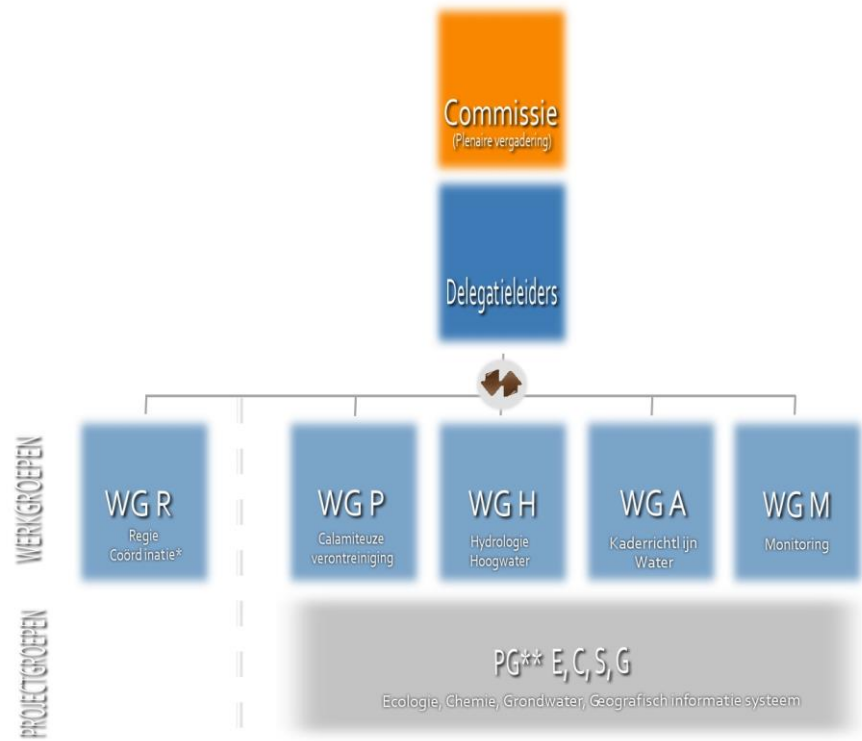 Commissie
(Plenaire vergadering)
Delegatieleiders
WERKGROEPEN
WG R
Regie
Coördinatie*
WG P
Calamiteuze
verontreiniging
WG H
Hydrologie
Hoogwater
WG A
Kaderrichtlijn
Water
WG M
Monitoring
PROJECTGROEPEN
PG** E, C, S, G
Ecologie, Chemie, Grondwater, Geografisch informatie systeem